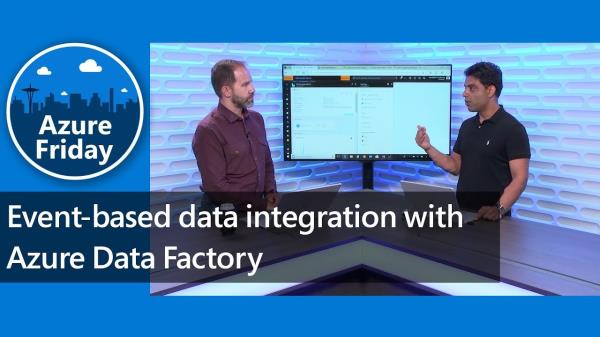 Azure
Friday
Event-based data integration with
Azure Data Factory